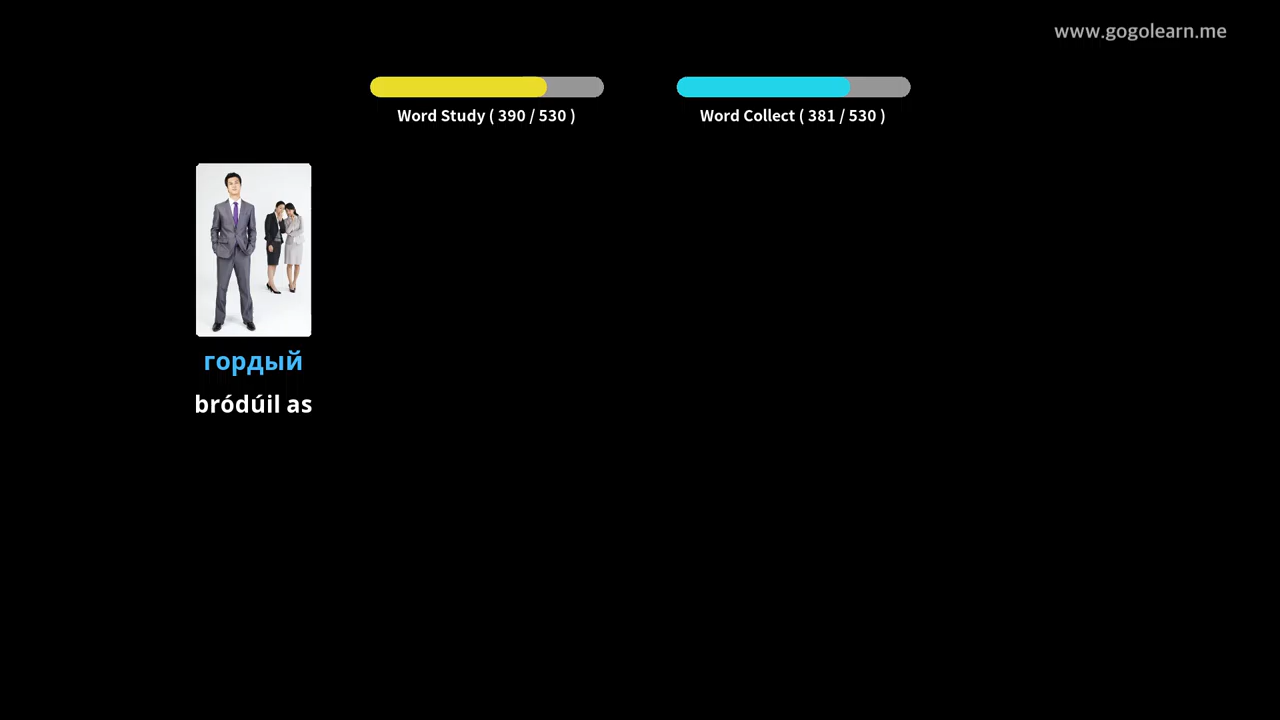 www.gogolearn.me
Word Study ( 390 / 530 )
Word Collect ( 381 / 530 )
гордый
bródúil as